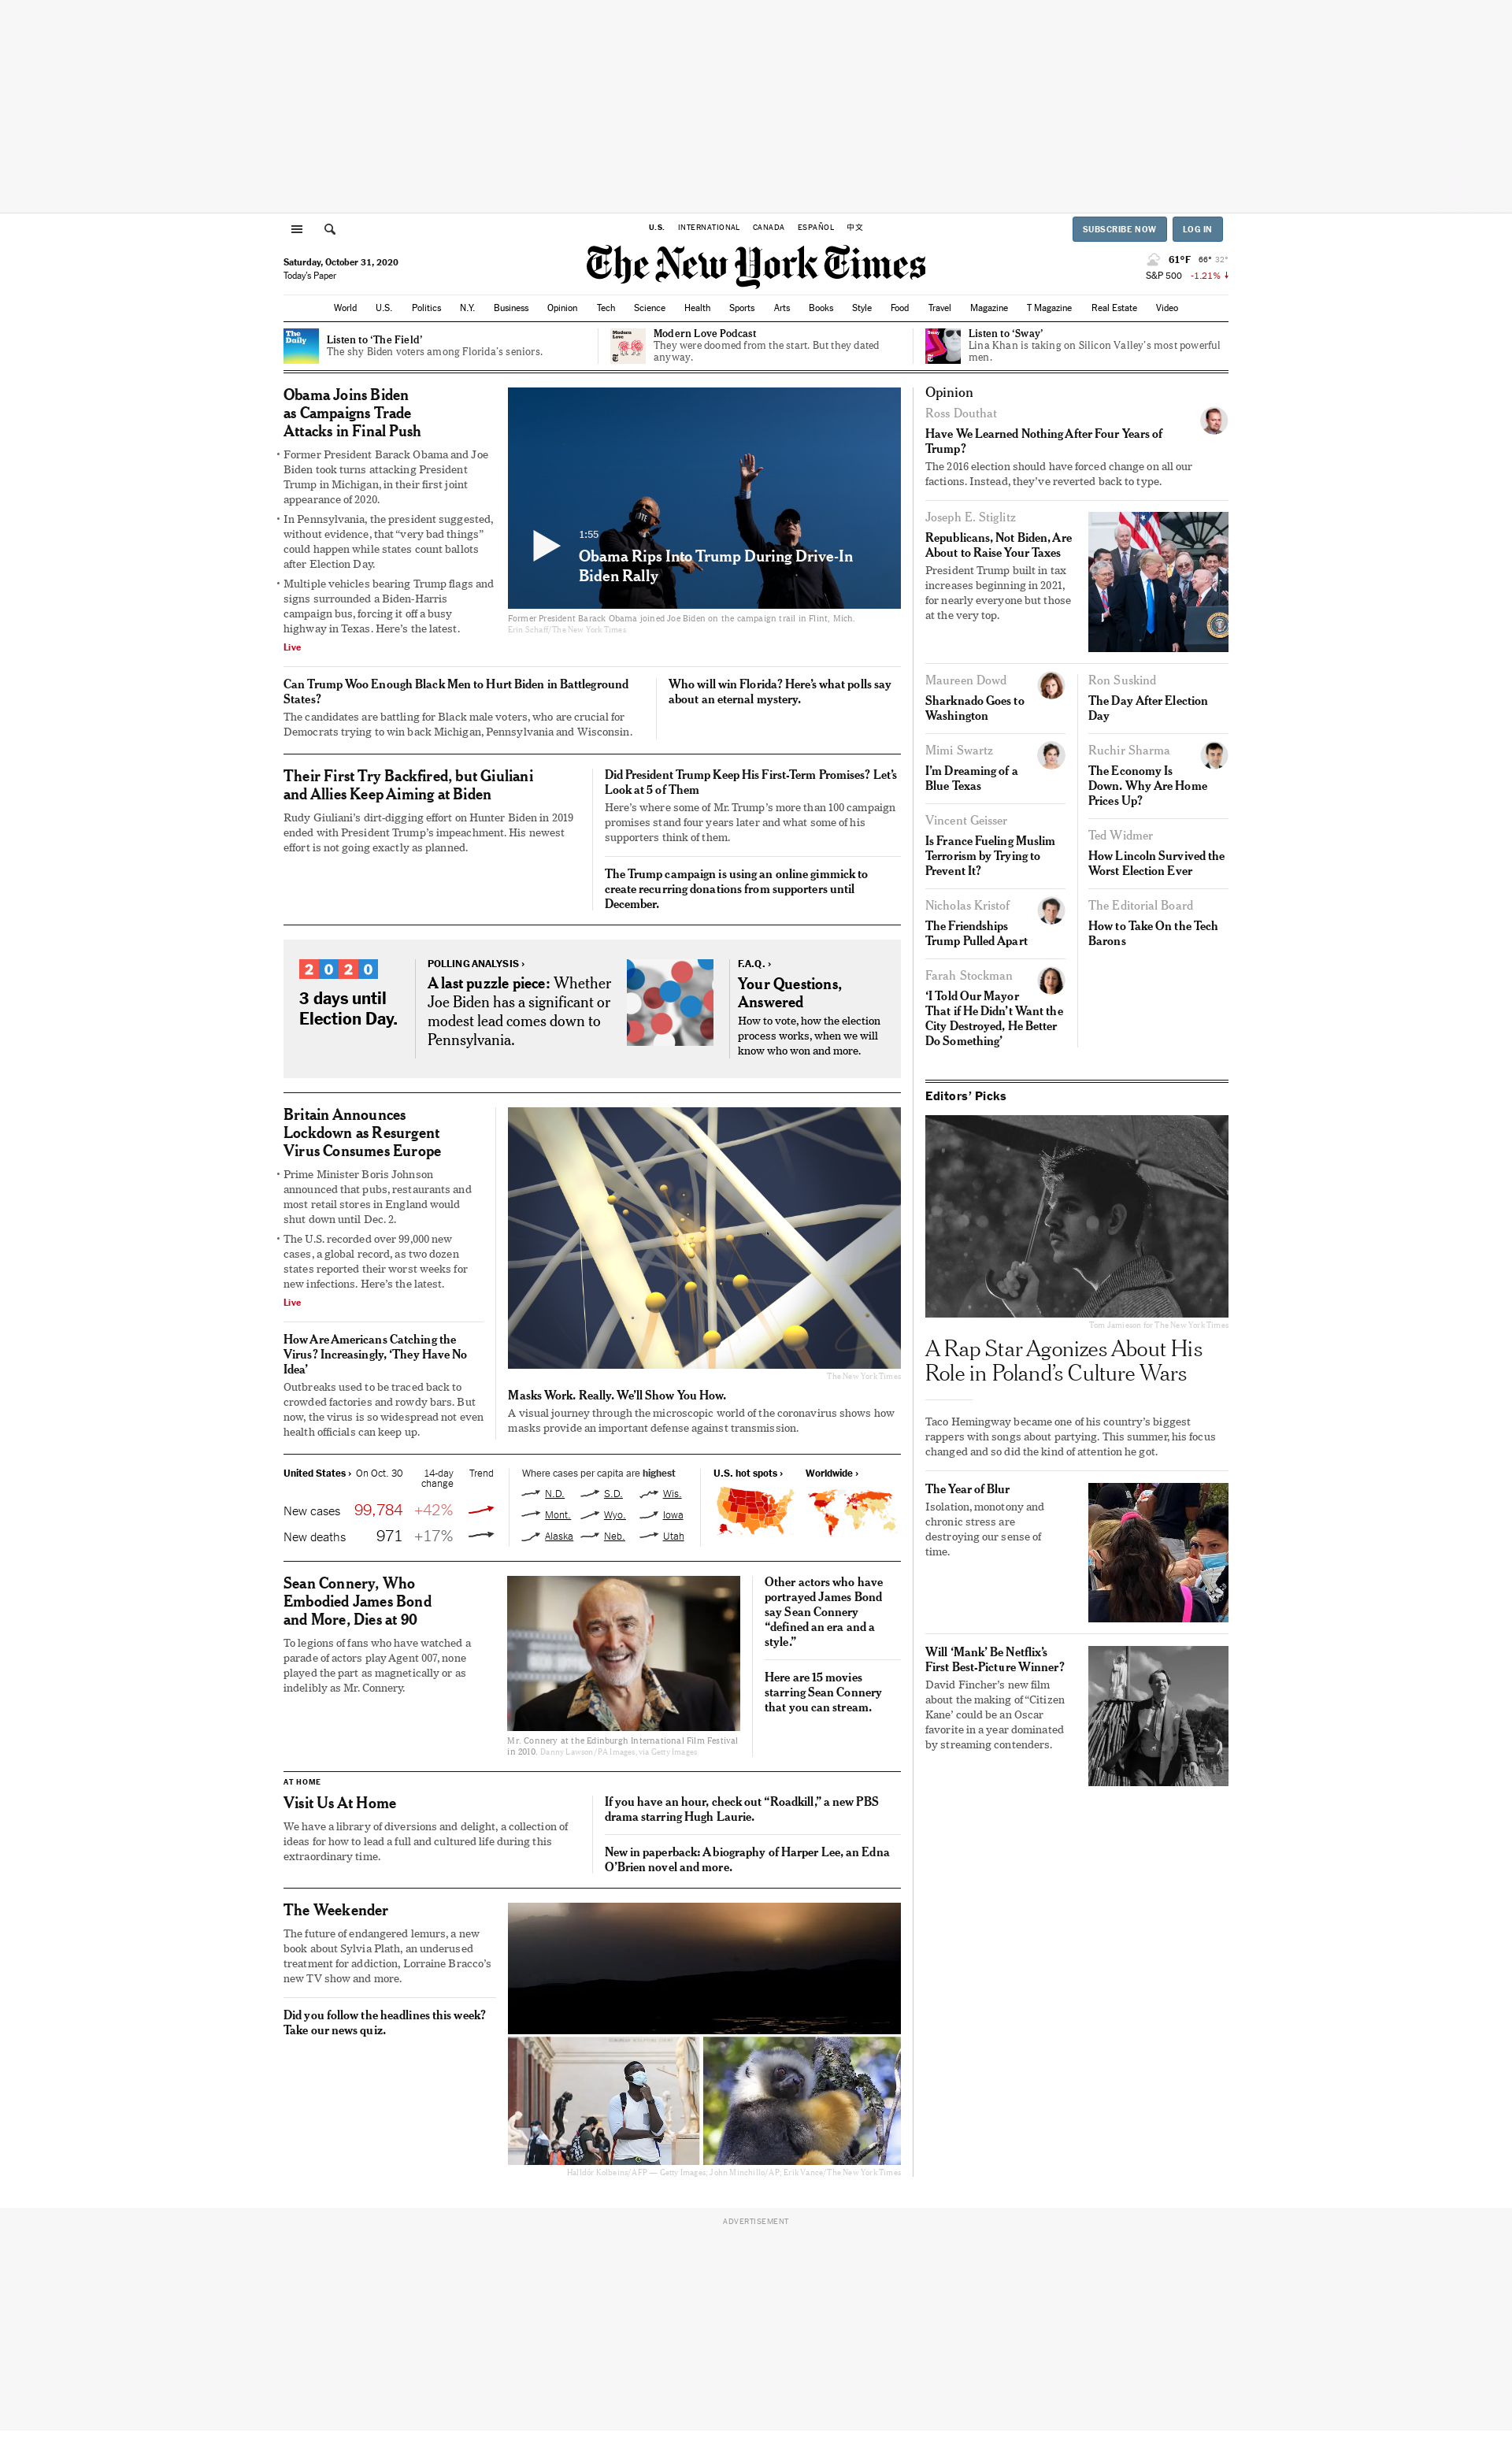 U.S. INTERNATIONAL CANADA ESPAÑOL 中文
SUBSCRIBE NOW LOG IN
Saturday, October 31, 2020
Today's Paper
The New York Times
61°F 66° 32°
S&P 500 -1.21%
World U.S. Politics N.Y. Business Opinion Tech Science Health Sports Arts Books Style Food Travel Magazine T Magazine Real Estate Video
The
Daily
Listen to ‘The Field’
The shy Biden voters among Florida’s seniors.
Modern
Love
Modern Love Podcast
They were doomed from the start. But they dated
anyway.
Sway
Listen to ‘Sway’
Lina Khan is taking on Silicon Valley’s most powerful
men.
Obama Joins Biden
as Campaigns Trade
Attacks in Final Push
• Former President Barack Obama and Joe
Biden took turns attacking President
Trump in Michigan, in their first joint
appearance of 2020.
• In Pennsylvania, the president suggested,
without evidence, that “very bad things”
could happen while states count ballots
after Election Day.
• Multiple vehicles bearing Trump flags and
signs surrounded a Biden-Harris
campaign bus, forcing it off a busy
highway in Texas. Here’s the latest.
Live
1:55
Obama Rips Into Trump During Drive-In
Biden Rally
Former President Barack Obama joined Joe Biden on the campaign trail in Flint, Mich.
Erin Schaff/The New York Times
Can Trump Woo Enough Black Men to Hurt Biden in Battleground
States?
The candidates are battling for Black male voters, who are crucial for
Democrats trying to win back Michigan, Pennsylvania and Wisconsin.
Who will win Florida? Here’s what polls say
about an eternal mystery.
Their First Try Backfired, but Giuliani
and Allies Keep Aiming at Biden
Rudy Giuliani’s dirt-digging effort on Hunter Biden in 2019
ended with President Trump’s impeachment. His newest
effort is not going exactly as planned.
Did President Trump Keep His First-Term Promises? Let’s
Look at 5 of Them
Here’s where some of Mr. Trump’s more than 100 campaign
promises stand four years later and what some of his
supporters think of them.
The Trump campaign is using an online gimmick to
create recurring donations from supporters until
December.
2020
3 days until
Election Day.
POLLING ANALYSIS ›
A last puzzle piece: Whether
Joe Biden has a significant or
modest lead comes down to
Pennsylvania.
F.A.Q. ›
Your Questions,
Answered
How to vote, how the election
process works, when we will
know who won and more.
Britain Announces
Lockdown as Resurgent
Virus Consumes Europe
• Prime Minister Boris Johnson
announced that pubs, restaurants and
most retail stores in England would
shut down until Dec. 2.
• The U.S. recorded over 99,000 new
cases, a global record, as two dozen
states reported their worst weeks for
new infections. Here’s the latest.
Live
How Are Americans Catching the
Virus? Increasingly, ‘They Have No
Idea’
Outbreaks used to be traced back to
crowded factories and rowdy bars. But
now, the virus is so widespread not even
health officials can keep up.
The New York Times
Masks Work. Really. We’ll Show You How.
A visual journey through the microscopic world of the coronavirus shows how
masks provide an important defense against transmission.
United States › On Oct. 30 14-day
change Trend
New cases 99,784 +42%
New deaths 971 +17%
Where cases per capita are highest
N.D. S.D. Wis.
Mont. Wyo. Iowa
Alaska Neb. Utah
U.S. hot spots › Worldwide ›
Sean Connery, Who
Embodied James Bond
and More, Dies at 90
To legions of fans who have watched a
parade of actors play Agent 007, none
played the part as magnetically or as
indelibly as Mr. Connery.
Mr. Connery at the Edinburgh International Film Festival
in 2010. Danny Lawson/PA Images, via Getty Images
Other actors who have
portrayed James Bond
say Sean Connery
“defined an era and a
style.”
Here are 15 movies
starring Sean Connery
that you can stream.
AT HOME
Visit Us At Home
We have a library of diversions and delight, a collection of
ideas for how to lead a full and cultured life during this
extraordinary time.
If you have an hour, check out “Roadkill,” a new PBS
drama starring Hugh Laurie.
New in paperback: A biography of Harper Lee, an Edna
O’Brien novel and more.
The Weekender
The future of endangered lemurs, a new
book about Sylvia Plath, an underused
treatment for addiction, Lorraine Bracco’s
new TV show and more.
Did you follow the headlines this week?
Take our news quiz.
Halldor Kolbeins/AFP — Getty Images; John Minchillo/AP; Erik Vance/The New York Times
Opinion
Ross Douthat
Have We Learned Nothing After Four Years of
Trump?
The 2016 election should have forced change on all our
factions. Instead, they’ve reverted back to type.
Joseph E. Stiglitz
Republicans, Not Biden, Are
About to Raise Your Taxes
President Trump built in tax
increases beginning in 2021,
for nearly everyone but those
at the very top.
Maureen Dowd
Sharknado Goes to
Washington
Mimi Swartz
I’m Dreaming of a
Blue Texas
Vincent Geisser
Is France Fueling Muslim
Terrorism by Trying to
Prevent It?
Nicholas Kristof
The Friendships
Trump Pulled Apart
Farah Stockman
‘I Told Our Mayor
That if He Didn’t Want the
City Destroyed, He Better
Do Something’
Ron Suskind
The Day After Election
Day
Ruchir Sharma
The Economy Is
Down. Why Are Home
Prices Up?
Ted Widmer
How Lincoln Survived the
Worst Election Ever
The Editorial Board
How to Take On the Tech
Barons
Editors’ Picks
Tom Jamieson for The New York Times
A Rap Star Agonizes About His
Role in Poland’s Culture Wars
Taco Hemingway became one of his country’s biggest
rappers with songs about partying. This summer, his focus
changed and so did the kind of attention he got.
The Year of Blur
Isolation, monotony and
chronic stress are
destroying our sense of
time.
Will ‘Mank’ Be Netflix’s
First Best-Picture Winner?
David Fincher’s new film
about the making of “Citizen
Kane’ could be an Oscar
favorite in a year dominated
by streaming contenders.
ADVERTISEMENT